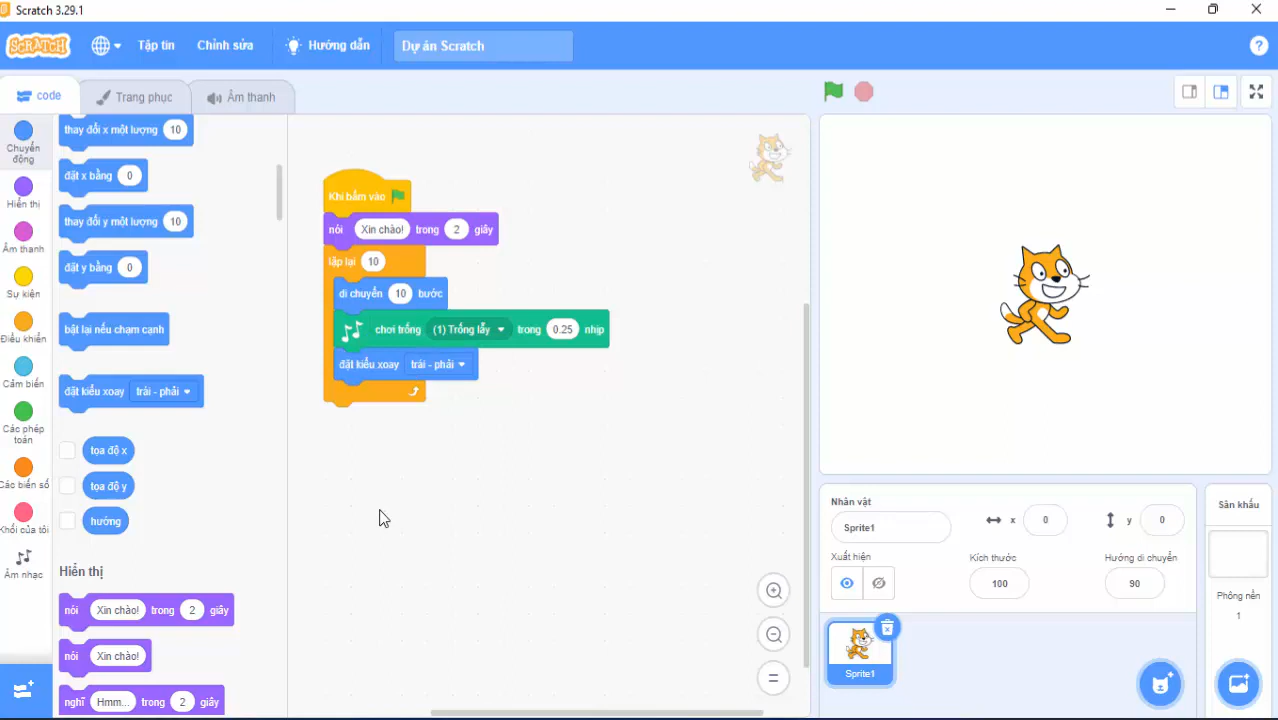 Scratch 3.29.1
SCRATCH
Tập tin
Chỉnh sửa
Hướng dẫn
Dự án Scratch
?
code
Trang phục
Âm thanh
Chuyển động
Hiển thị
Âm thanh
Sự kiện
Điều khiển
Cảm biến
Các phép toán
Các biến số
Khối của tôi
Âm nhạc
thay đổi x một lượng 10
đặt x bằng 0
thay đổi y một lượng 10
đặt y bằng 0
bật lại nếu chạm cạnh
đặt kiểu xoay trái - phải
tọa độ x
tọa độ y
hướng
Hiển thị
nói Xin chào! trong 2 giây
nói Xin chào!
nghĩ Hmm... trong 2 giây
Khi bấm vào
nói Xin chào! trong 2 giây
lặp lại 10
di chuyển 10 bước
chơi trống (1) Trống lẫy trong 0.25 nhịp
đặt kiểu xoay trái - phải
Nhân vật
Sprite1
x 0
y 0
Xuất hiện
Kích thước
100
Hướng di chuyển
90
Sprite1
Sân khấu
Phông nền
1